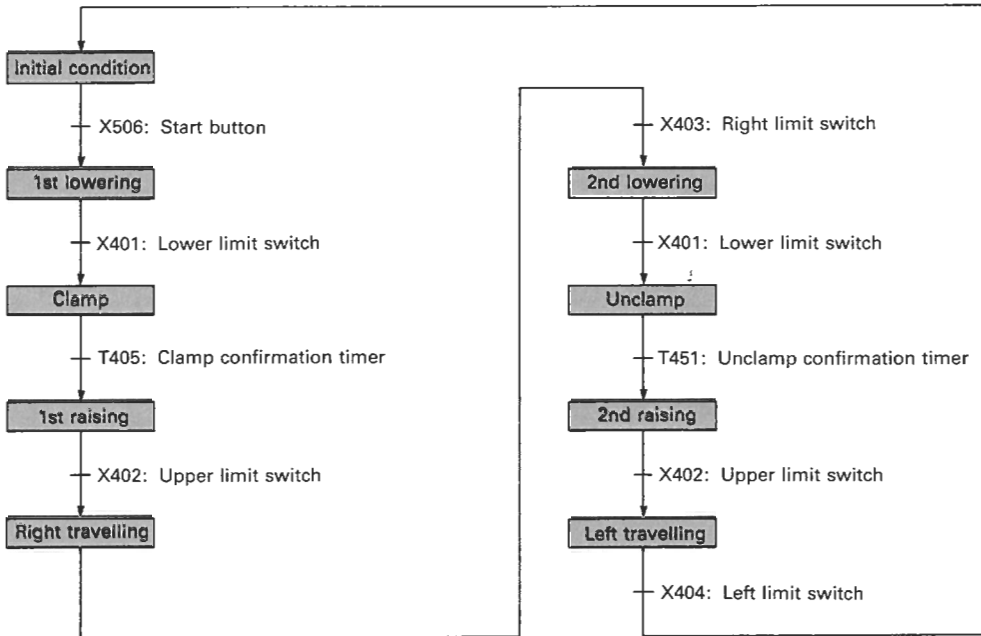 Initial condition
X506: Start button
1st lowering
X401: Lower limit switch
Clamp
T405: Clamp confirmation timer
1st raising
X402: Upper limit switch
Right travelling
X403: Right limit switch
2nd lowering
X401: Lower limit switch
Unclamp
T451: Unclamp confirmation timer
2nd raising
X402: Upper limit switch
Left travelling
X404: Left limit switch